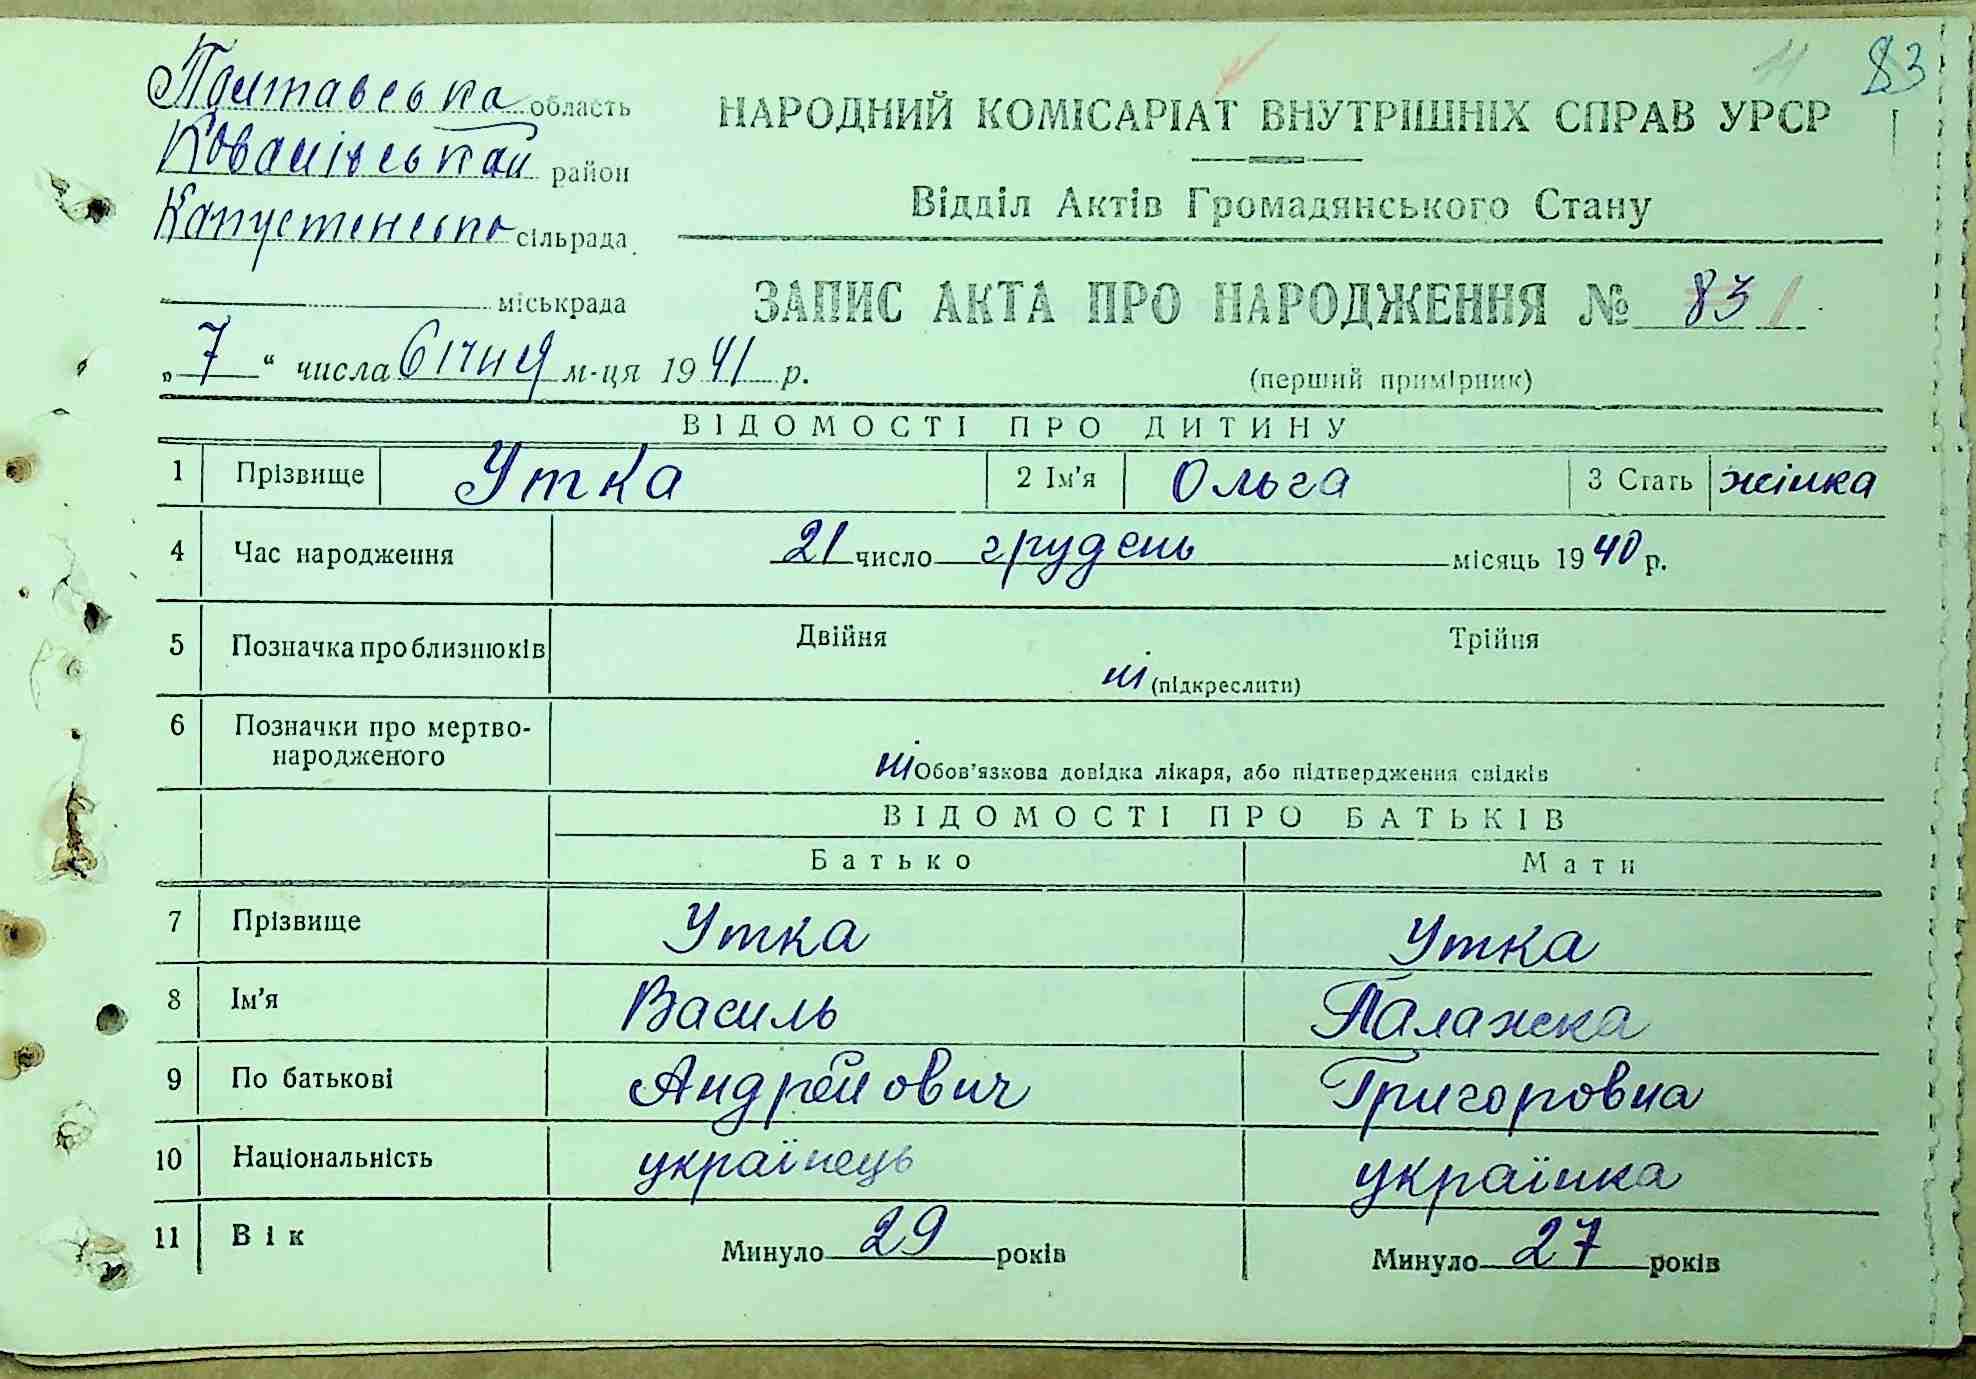 83
Полтавська область
НАРОДНИЙ КОМІСАРІАТ ВНУТРІШНІХ СПРАВ УРСР
Ковалівський район
Відділ Актів Громадянського Стану
Капустенська сільрада
міськрада
ЗАПИС АКТА ПРО НАРОДЖЕННЯ № 83 1
„7“ числа Січня м-ця 1941 р.
(перший примірник)
ВІДОМОСТІ ПРО ДИТИНУ
1 Прізвище Утка 2 Ім'я Ольга 3 Стать жінка
4 Час народження 21 число грудень місяць 1940 р.
5 Позначка про близнюків Двійня Трійня
ні (підкреслити)
6 Позначки про мертво-
народженого
ні Обов'язкова довідка лікаря, або підтвердження свідків
ВІДОМОСТІ ПРО БАТЬКІВ
Батько Мати
7 Прізвище Утка Утка
8 Ім'я Василь Палажка
9 По батькові Андрейович Григоровна
10 Національність українець українка
11 Вік Минуло 29 років Минуло 27 років